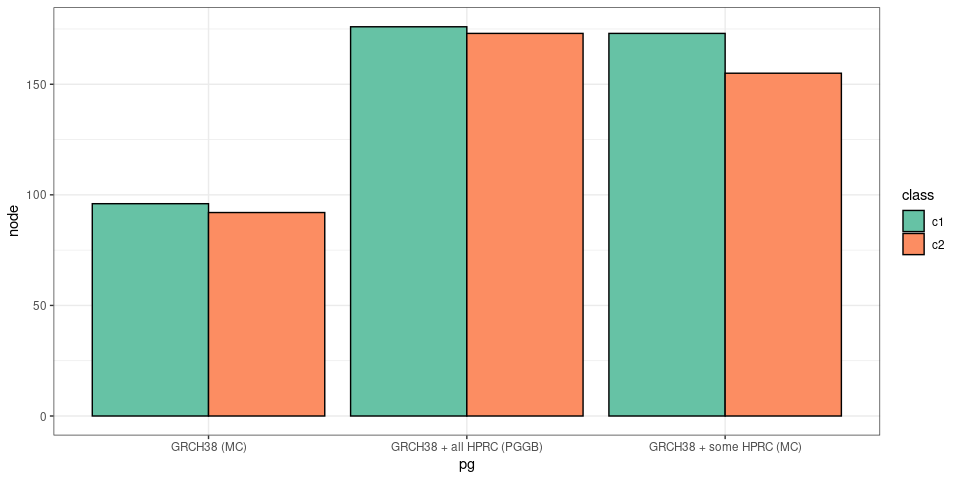 150
100
50
0
node
GRCH38 (MC)
GRCH38 + all HPRC (PGGB)
GRCH38 + some HPRC (MC)
pg
class
c1
c2